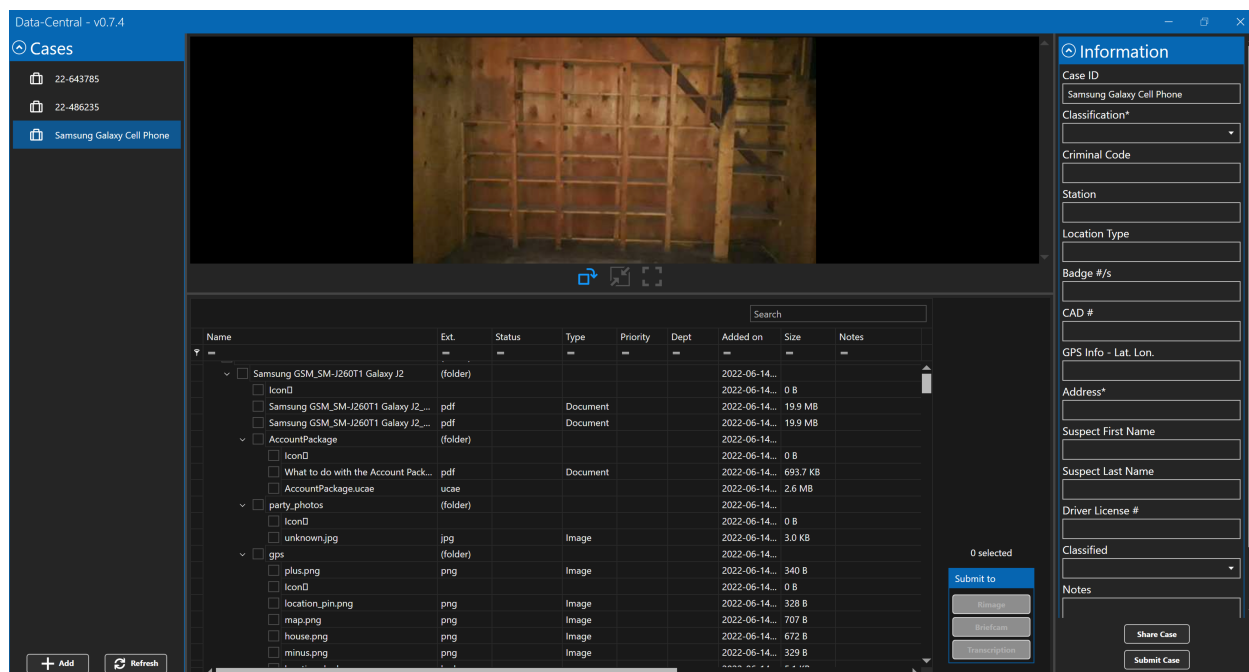 Data-Central - v0.7.4
Cases
22-643785
22-486235
Samsung Galaxy Cell Phone
Add
Refresh
Search
Name Ext. Status Type Priority Dept Added on Size Notes
Samsung GSM_SM-J260T1 Galaxy J2 (folder) 2022-06-14...
Icon 2022-06-14... 0 B
Samsung GSM_SM-J260T1 Galaxy J2_... pdf Document 2022-06-14... 19.9 MB
Samsung GSM_SM-J260T1 Galaxy J2_... pdf Document 2022-06-14... 19.9 MB
AccountPackage (folder) 2022-06-14...
Icon 2022-06-14... 0 B
What to do with the Account Pack... pdf Document 2022-06-14... 693.7 KB
AccountPackage.ucae ucae 2022-06-14... 2.6 MB
party_photos (folder) 2022-06-14...
Icon 2022-06-14... 0 B
unknown.jpg jpg Image 2022-06-14... 3.0 KB
gps (folder) 2022-06-14...
plus.png png Image 2022-06-14... 340 B
Icon 2022-06-14... 0 B
location_pin.png png Image 2022-06-14... 328 B
map.png png Image 2022-06-14... 707 B
house.png png Image 2022-06-14... 672 B
minus.png png Image 2022-06-14... 329 B
0 selected
Submit to
Rimage
Briefcam
Transcription
Information
Case ID
Samsung Galaxy Cell Phone
Classification*
Criminal Code
Station
Location Type
Badge #/s
CAD #
GPS Info - Lat. Lon.
Address*
Suspect First Name
Suspect Last Name
Driver License #
Classified
Notes
Share Case
Submit Case